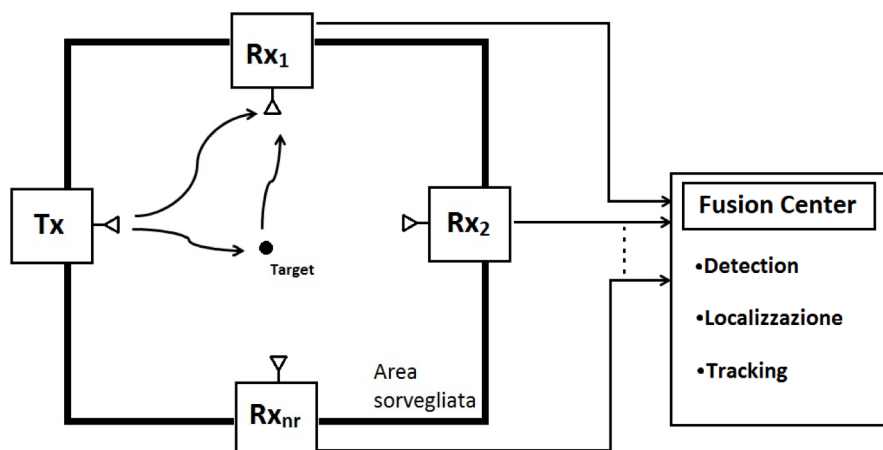 Rx1
Tx
Rx2
Target
Rxnr
Area
sorvegliata
Fusion Center
•Detection
•Localizzazione
•Tracking